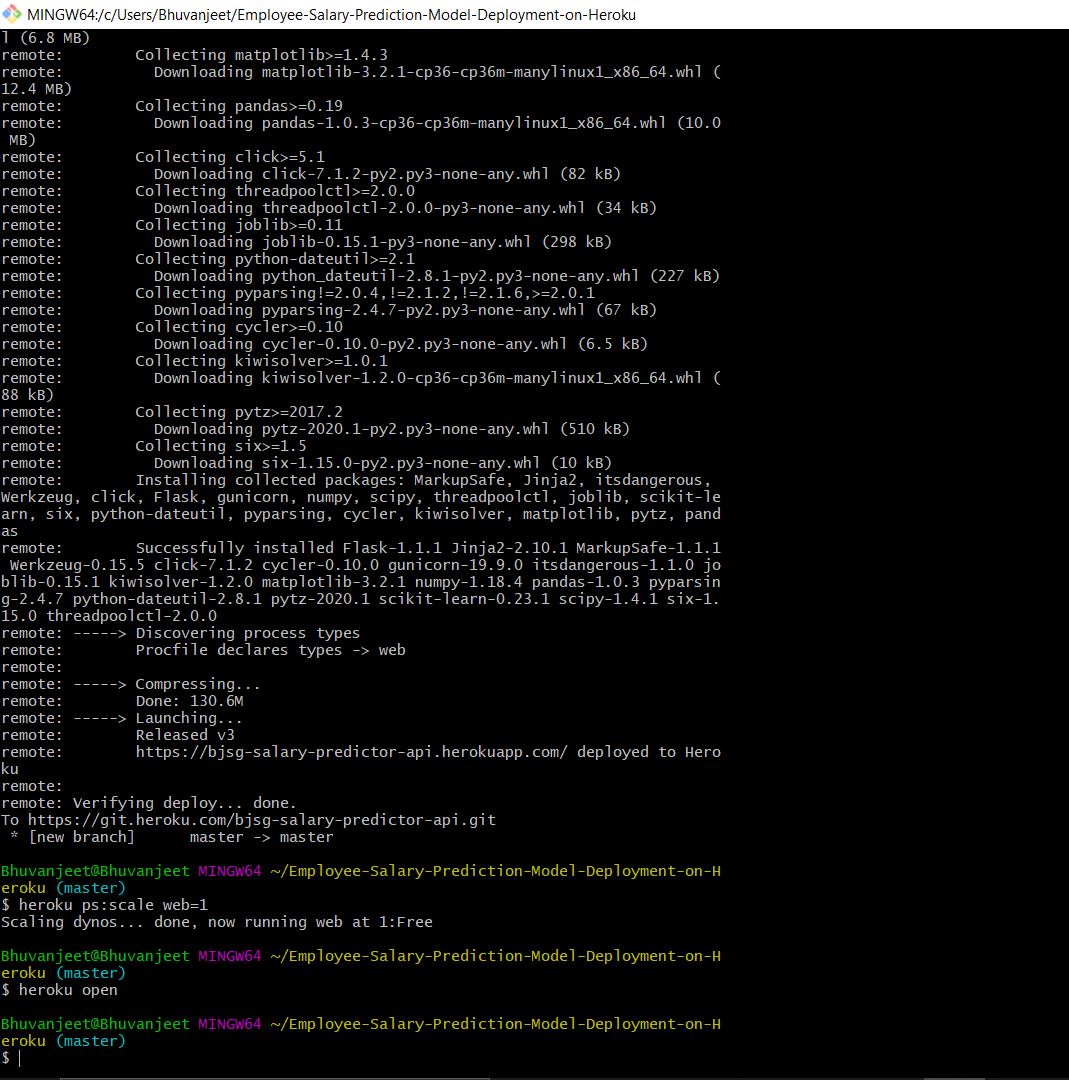 MINGW64:/c/Users/Bhuvanjeet/Employee-Salary-Prediction-Model-Deployment-on-Heroku
l (6.8 MB)
remote:        Collecting matplotlib>=1.4.3
remote:          Downloading matplotlib-3.2.1-cp36-cp36m-manylinux1_x86_64.whl (
12.4 MB)
remote:        Collecting pandas>=0.19
remote:          Downloading pandas-1.0.3-cp36-cp36m-manylinux1_x86_64.whl (10.0
 MB)
remote:        Collecting click>=5.1
remote:          Downloading click-7.1.2-py2.py3-none-any.whl (82 kB)
remote:        Collecting threadpoolctl>=2.0.0
remote:          Downloading threadpoolctl-2.0.0-py3-none-any.whl (34 kB)
remote:        Collecting joblib>=0.11
remote:          Downloading joblib-0.15.1-py3-none-any.whl (298 kB)
remote:        Collecting python-dateutil>=2.1
remote:          Downloading python_dateutil-2.8.1-py2.py3-none-any.whl (227 kB)
remote:        Collecting pyparsing!=2.0.4,!=2.1.2,!=2.1.6,>=2.0.1
remote:          Downloading pyparsing-2.4.7-py2.py3-none-any.whl (67 kB)
remote:        Collecting cycler>=0.10
remote:          Downloading cycler-0.10.0-py2.py3-none-any.whl (6.5 kB)
remote:        Collecting kiwisolver>=1.0.1
remote:          Downloading kiwisolver-1.2.0-cp36-cp36m-manylinux1_x86_64.whl (
88 kB)
remote:        Collecting pytz>=2017.2
remote:          Downloading pytz-2020.1-py2.py3-none-any.whl (510 kB)
remote:        Collecting six>=1.5
remote:          Downloading six-1.15.0-py2.py3-none-any.whl (10 kB)
remote:        Installing collected packages: MarkupSafe, Jinja2, itsdangerous,
Werkzeug, click, Flask, gunicorn, numpy, scipy, threadpoolctl, joblib, scikit-le
arn, six, python-dateutil, pyparsing, cycler, kiwisolver, matplotlib, pytz, pand
as
remote:        Successfully installed Flask-1.1.1 Jinja2-2.10.1 MarkupSafe-1.1.1
 Werkzeug-0.15.5 click-7.1.2 cycler-0.10.0 gunicorn-19.9.0 itsdangerous-1.1.0 jo
blib-0.15.1 kiwisolver-1.2.0 matplotlib-3.2.1 numpy-1.18.4 pandas-1.0.3 pyparsin
g-2.4.7 python-dateutil-2.8.1 pytz-2020.1 scikit-learn-0.23.1 scipy-1.4.1 six-1.
15.0 threadpoolctl-2.0.0
remote: -----> Discovering process types
remote:        Procfile declares types -> web
remote:
remote: -----> Compressing...
remote:        Done: 130.6M
remote: -----> Launching...
remote:        Released v3
remote:        https://bjsg-salary-predictor-api.herokuapp.com/ deployed to Hero
ku
remote:
remote: Verifying deploy... done.
To https://git.heroku.com/bjsg-salary-predictor-api.git
 * [new branch]      master -> master
Bhuvanjeet@Bhuvanjeet MINGW64 ~/Employee-Salary-Prediction-Model-Deployment-on-H
eroku (master)
$ heroku ps:scale web=1
Scaling dynos... done, now running web at 1:Free
Bhuvanjeet@Bhuvanjeet MINGW64 ~/Employee-Salary-Prediction-Model-Deployment-on-H
eroku (master)
$ heroku open
Bhuvanjeet@Bhuvanjeet MINGW64 ~/Employee-Salary-Prediction-Model-Deployment-on-H
eroku (master)
$